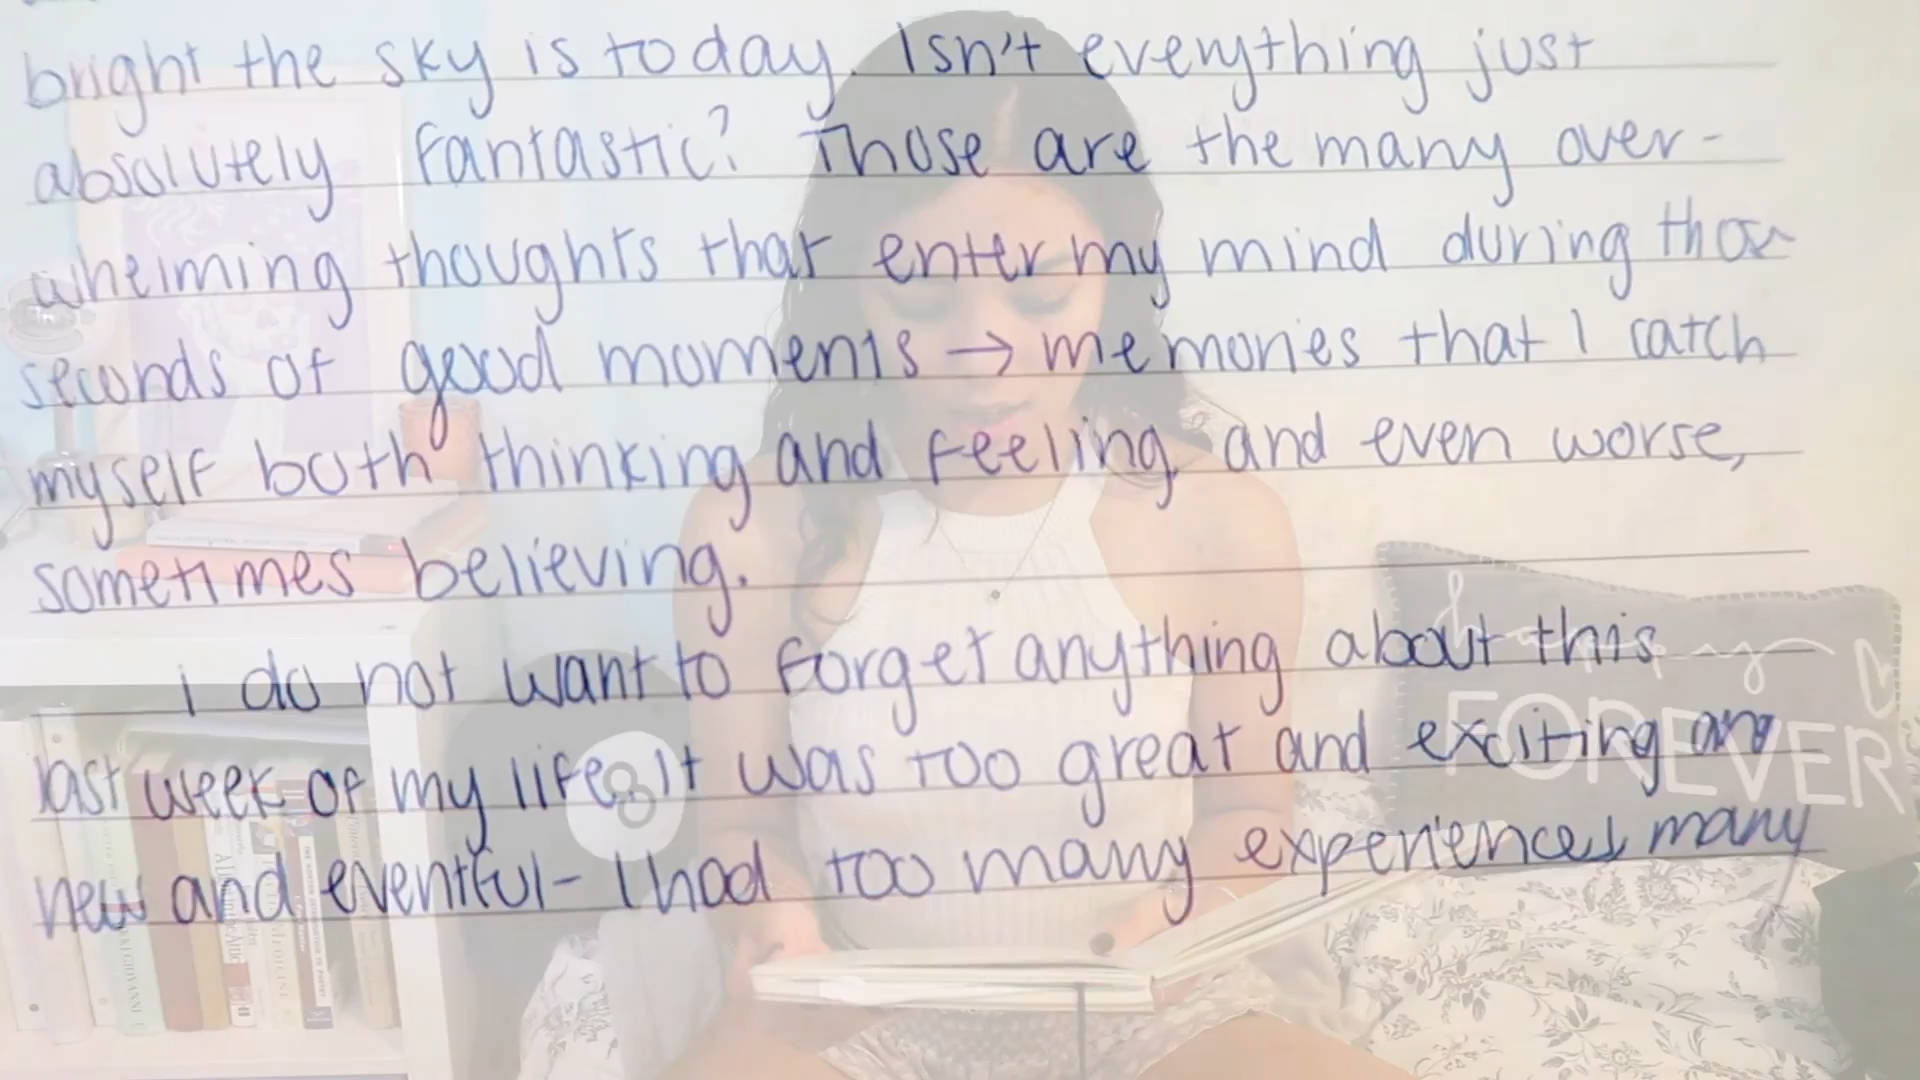 bright the sky is today. Isn't everything just
absolutely fantastic? Those are the many over-
whelming thoughts that enter my mind during
seconds of good moments → memories that I catch
myself both thinking and feeling, and even worse,
sometimes believing.
i do not want to forget anything about this
last week of my life. It was too great and exciting and
new and eventful - I had too many experiences, many
FOREVER
8